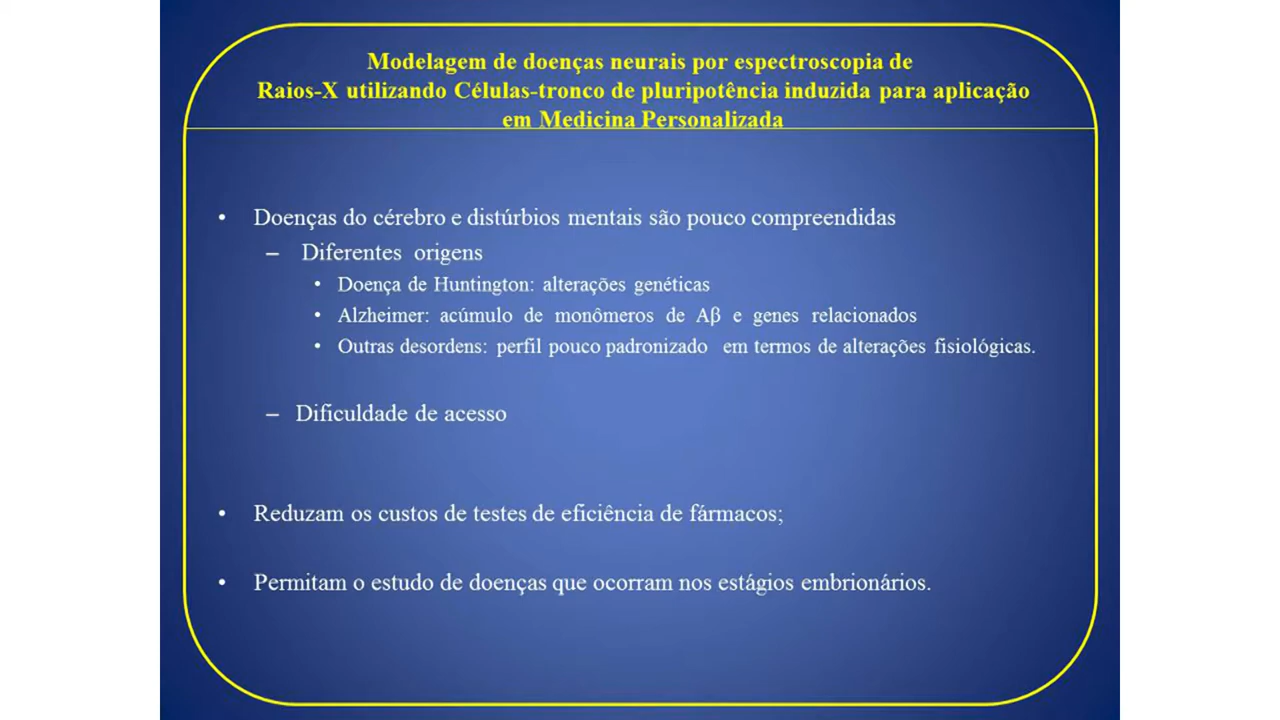 Modelagem de doenças neurais por espectroscopia de
Raios-X utilizando Células-tronco de pluripotência induzida para aplicação
em Medicina Personalizada
• Doenças do cérebro e distúrbios mentais são pouco compreendidas
– Diferentes origens
• Doença de Huntington: alterações genéticas
• Alzheimer: acúmulo de monômeros de Aβ e genes relacionados
• Outras desordens: perfil pouco padronizado em termos de alterações fisiológicas.
– Dificuldade de acesso
• Reduzam os custos de testes de eficiência de fármacos;
• Permitam o estudo de doenças que ocorram nos estágios embrionários.